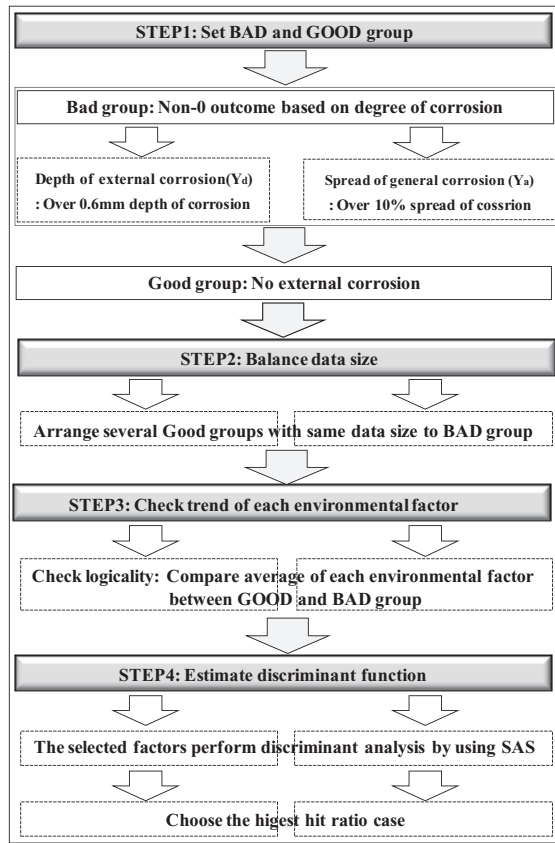 STEP1: Set BAD and GOOD group
Bad group: Non-0 outcome based on degree of corrosion
Depth of external corrosion(Yd)
: Over 0.6mm depth of corrosion
Spread of general corrosion (Ya)
: Over 10% spread of cossrion
Good group: No external corrosion
STEP2: Balance data size
Arrange several Good groups with same data size to BAD group
STEP3: Check trend of each environmental factor
Check logicality: Compare average of each environmental factor
between GOOD and BAD group
STEP4: Estimate discriminant function
The selected factors perform discriminant analysis by using SAS
Choose the higest hit ratio case